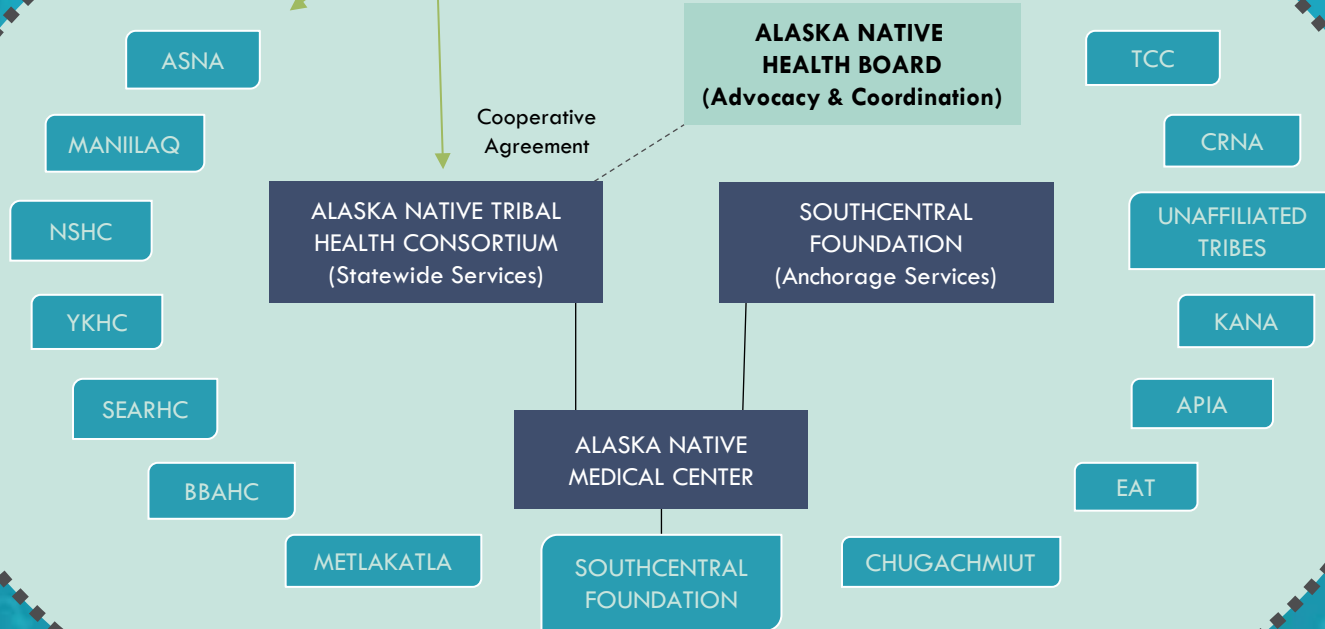 ALASKA NATIVE
HEALTH BOARD
(Advocacy & Coordination)
ASNA
TCC
Cooperative
Agreement
MANIILAQ
CRNA
ALASKA NATIVE TRIBAL
HEALTH CONSORTIUM
(Statewide Services)
SOUTHCENTRAL
FOUNDATION
(Anchorage Services)
NSHC
UNAFFILIATED
TRIBES
YKHC
KANA
SEARHC
APIA
ALASKA NATIVE
MEDICAL CENTER
BBAHC
EAT
METLAKATLA
SOUTHCENTRAL
FOUNDATION
CHUGACHMIUT